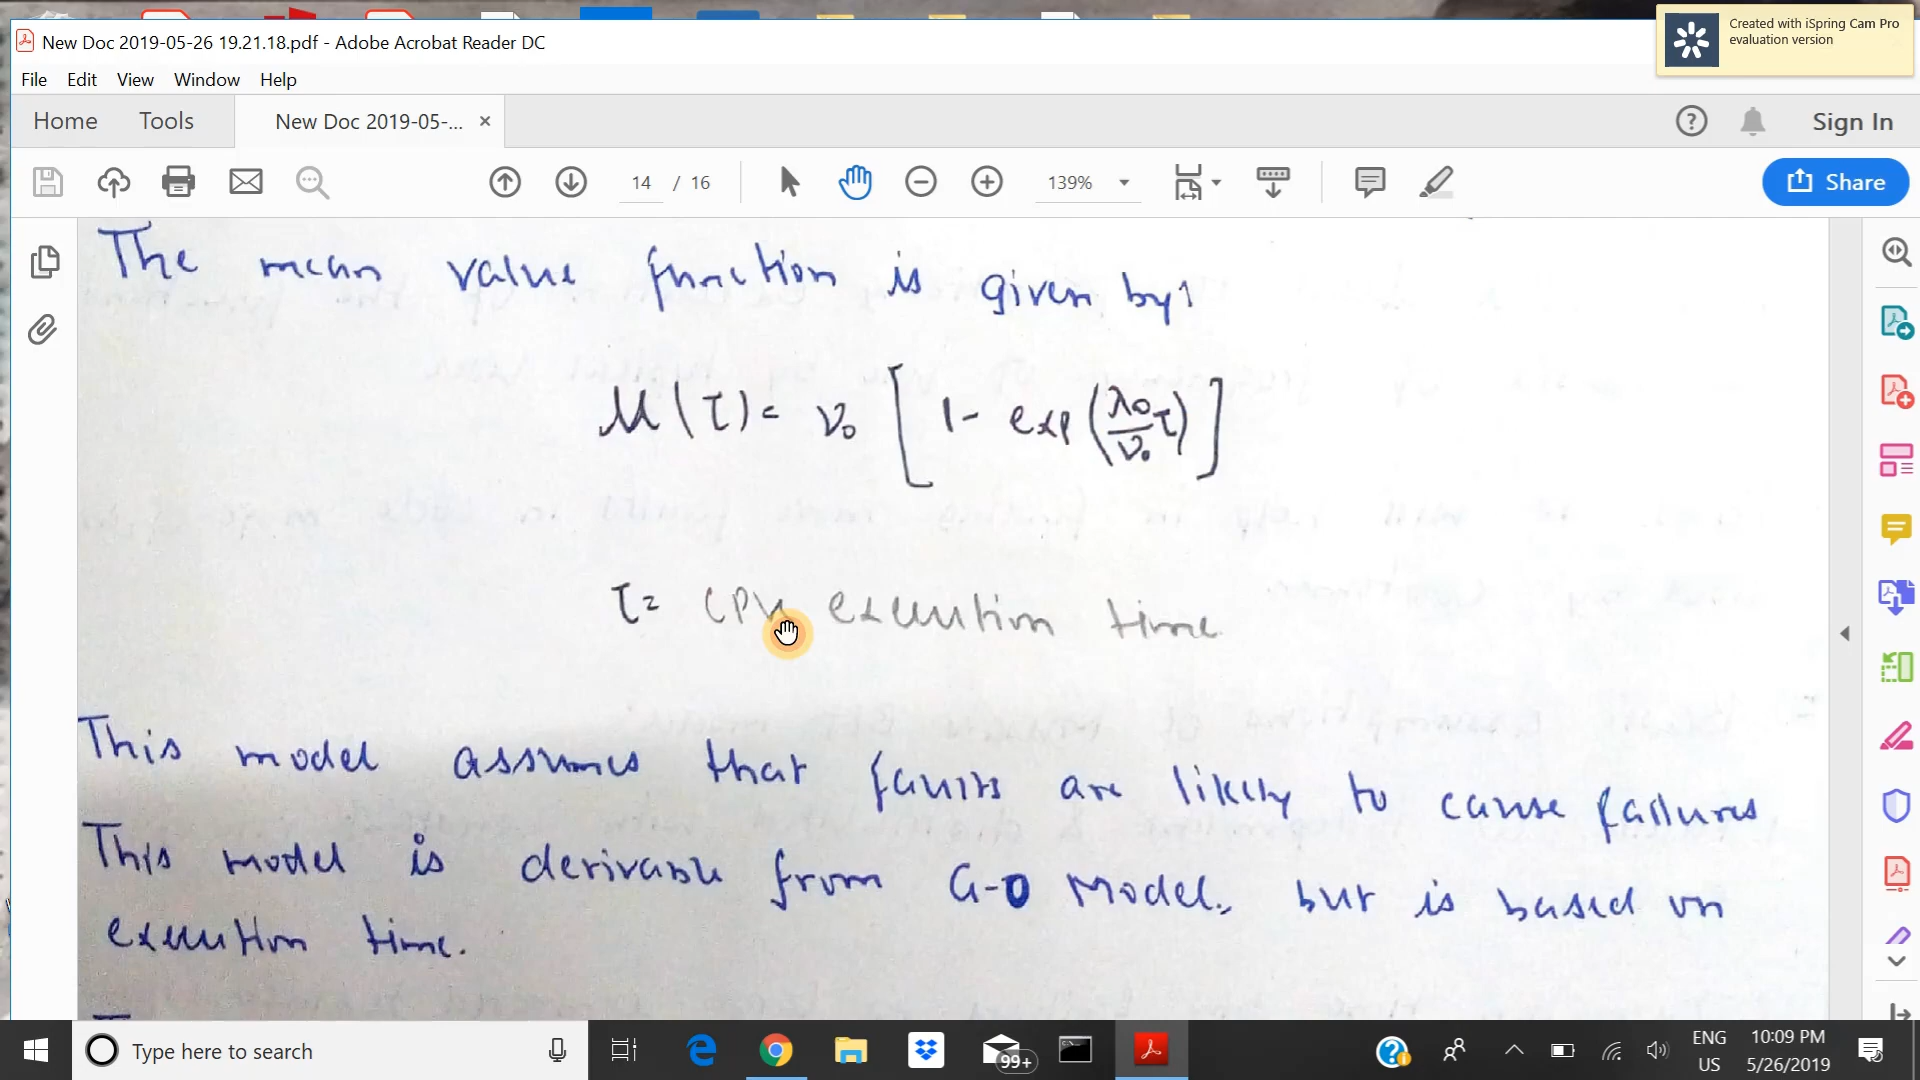 Created with iSpring Cam Pro
evaluation version
New Doc 2019-05-26 19.21.18.pdf - Adobe Acrobat Reader DC
File Edit View Window Help
Home Tools New Doc 2019-05-... × Sign In
14 / 16 139% Share
The mean value function is given by:
μ(τ) = ν₀ [1 - exp(λ₀/ν₀ τ)]
τ = CPU execution time
This model assumes that faults are likely to cause failures
This model is derivable from G-O Model, but is based on
execution time.
Type here to search
99+
ENG 10:09 PM
US 5/26/2019